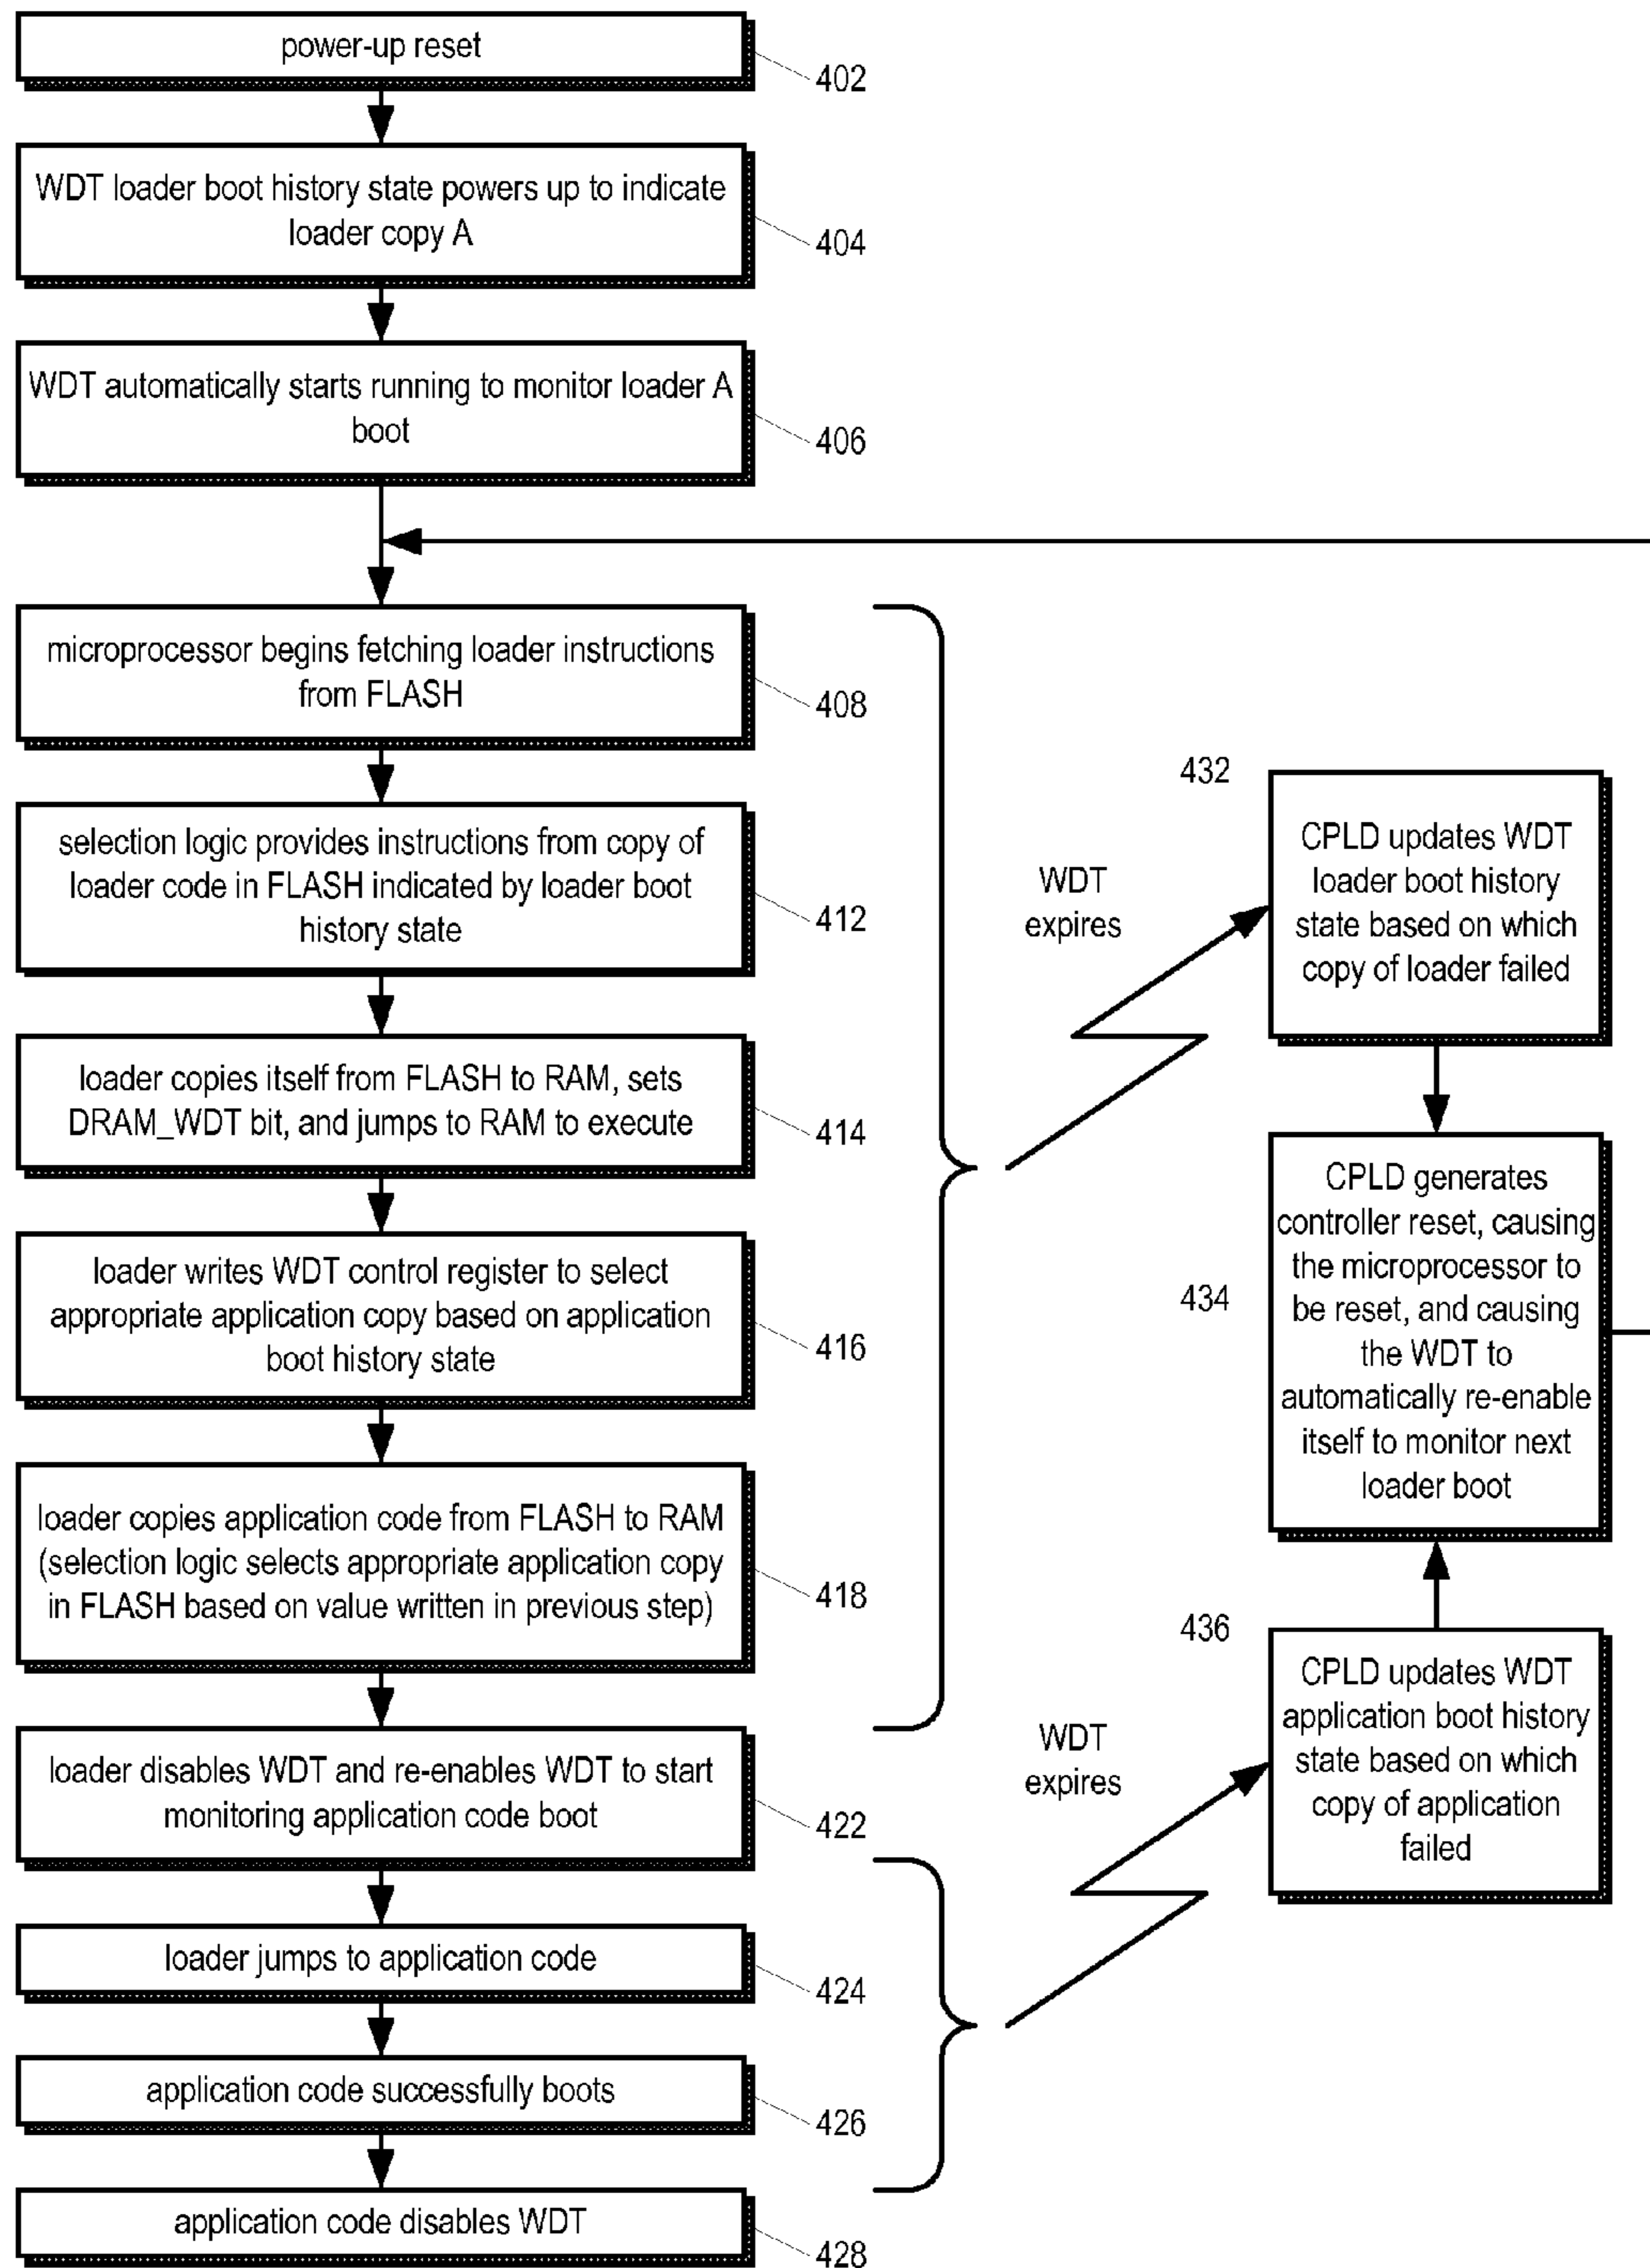 power-up reset
402
WDT loader boot history state powers up to indicate
loader copy A
404
WDT automatically starts running to monitor loader A
boot
406
microprocessor begins fetching loader instructions
from FLASH
408
selection logic provides instructions from copy of
loader code in FLASH indicated by loader boot
history state
412
loader copies itself from FLASH to RAM, sets
DRAM_WDT bit, and jumps to RAM to execute
414
loader writes WDT control register to select
appropriate application copy based on application
boot history state
416
loader copies application code from FLASH to RAM
(selection logic selects appropriate application copy
in FLASH based on value written in previous step)
418
loader disables WDT and re-enables WDT to start
monitoring application code boot
422
loader jumps to application code
424
application code successfully boots
426
application code disables WDT
428
WDT
expires
432
CPLD updates WDT
loader boot history
state based on which
copy of loader failed
434
CPLD generates
controller reset, causing
the microprocessor to
be reset, and causing
the WDT to
automatically re-enable
itself to monitor next
loader boot
WDT
expires
436
CPLD updates WDT
application boot history
state based on which
copy of application
failed